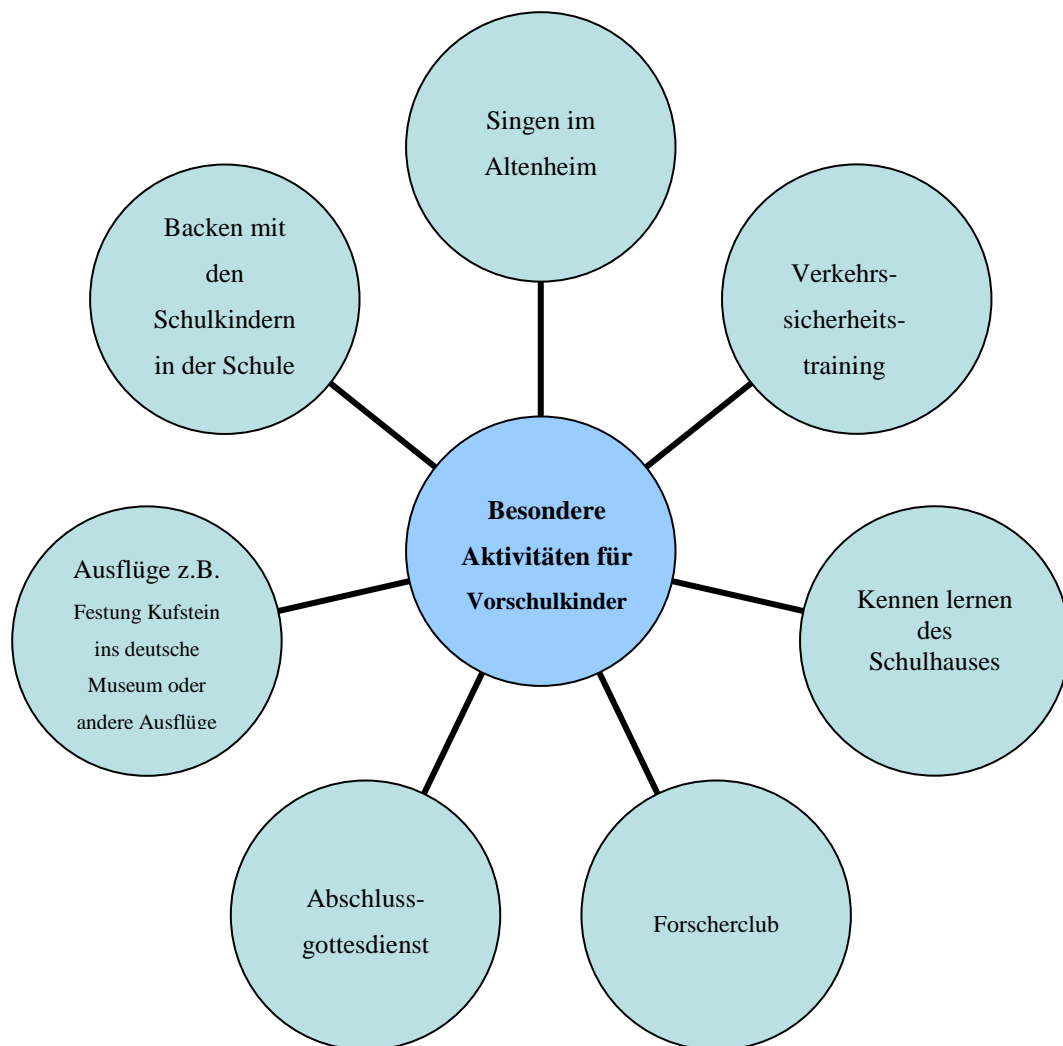 Singen im
Altenheim
Backen mit
den
Schulkindern
in der Schule
Verkehrs-
sicherheits-
training
Besondere
Aktivitäten für
Vorschulkinder
Ausflüge z.B.
Festung Kufstein
ins deutsche
Museum oder
andere Ausflüge
Kennen lernen
des
Schulhauses
Abschluss-
gottesdienst
Forscherclub